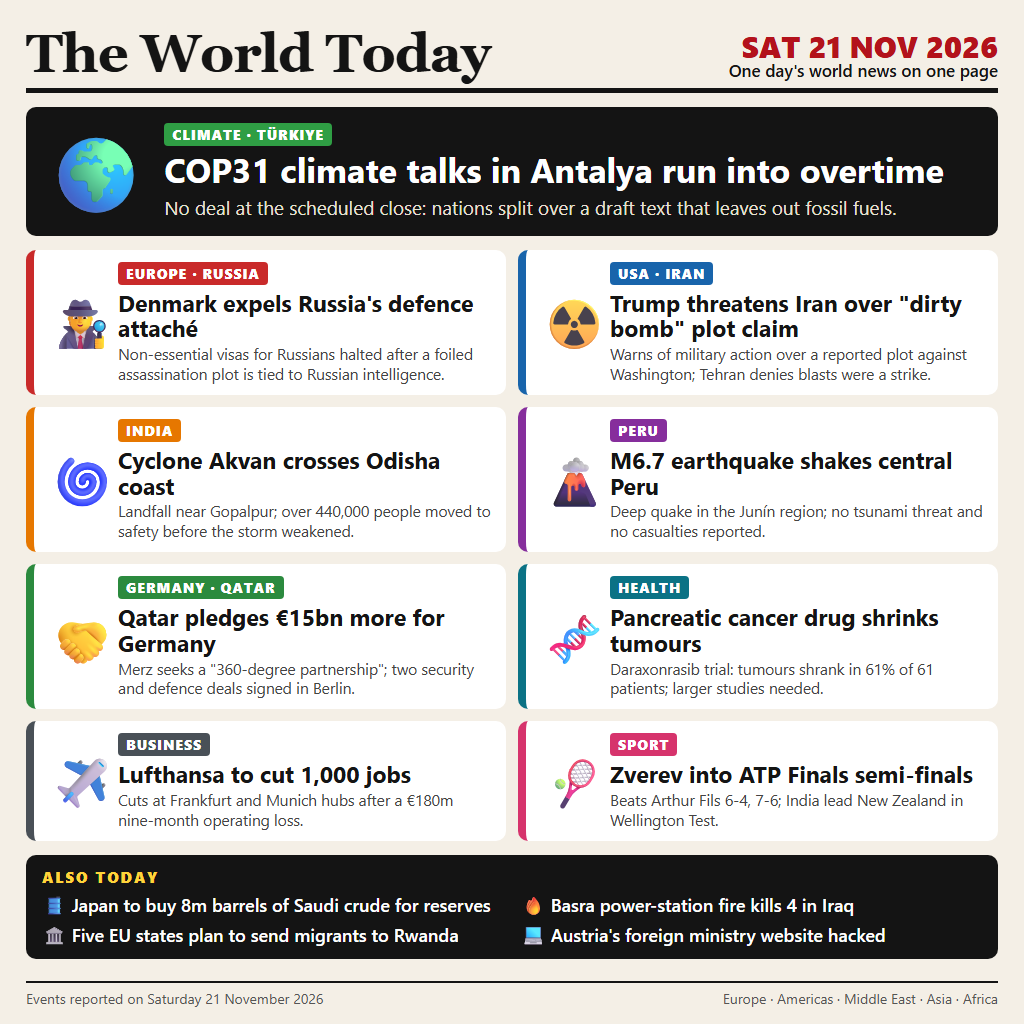 The World Today
SAT 21 NOV 2026
One day's world news on one page
CLIMATE · TÜRKIYE
COP31 climate talks in Antalya run into overtime
No deal at the scheduled close: nations split over a draft text that leaves out fossil fuels.
EUROPE · RUSSIA
Denmark expels Russia's defence
attaché
Non-essential visas for Russians halted after a foiled
assassination plot is tied to Russian intelligence.
USA · IRAN
Trump threatens Iran over "dirty
bomb" plot claim
Warns of military action over a reported plot against
Washington; Tehran denies blasts were a strike.
INDIA
Cyclone Akvan crosses Odisha
coast
Landfall near Gopalpur; over 440,000 people moved to
safety before the storm weakened.
PERU
M6.7 earthquake shakes central
Peru
Deep quake in the Junín region; no tsunami threat and
no casualties reported.
GERMANY · QATAR
Qatar pledges €15bn more for
Germany
Merz seeks a "360-degree partnership"; two security
and defence deals signed in Berlin.
HEALTH
Pancreatic cancer drug shrinks
tumours
Daraxonrasib trial: tumours shrank in 61% of 61
patients; larger studies needed.
BUSINESS
Lufthansa to cut 1,000 jobs
Cuts at Frankfurt and Munich hubs after a €180m
nine-month operating loss.
SPORT
Zverev into ATP Finals semi-finals
Beats Arthur Fils 6-4, 7-6; India lead New Zealand in
Wellington Test.
ALSO TODAY
Japan to buy 8m barrels of Saudi crude for reserves
Basra power-station fire kills 4 in Iraq
Five EU states plan to send migrants to Rwanda
Austria's foreign ministry website hacked
Events reported on Saturday 21 November 2026
Europe · Americas · Middle East · Asia · Africa